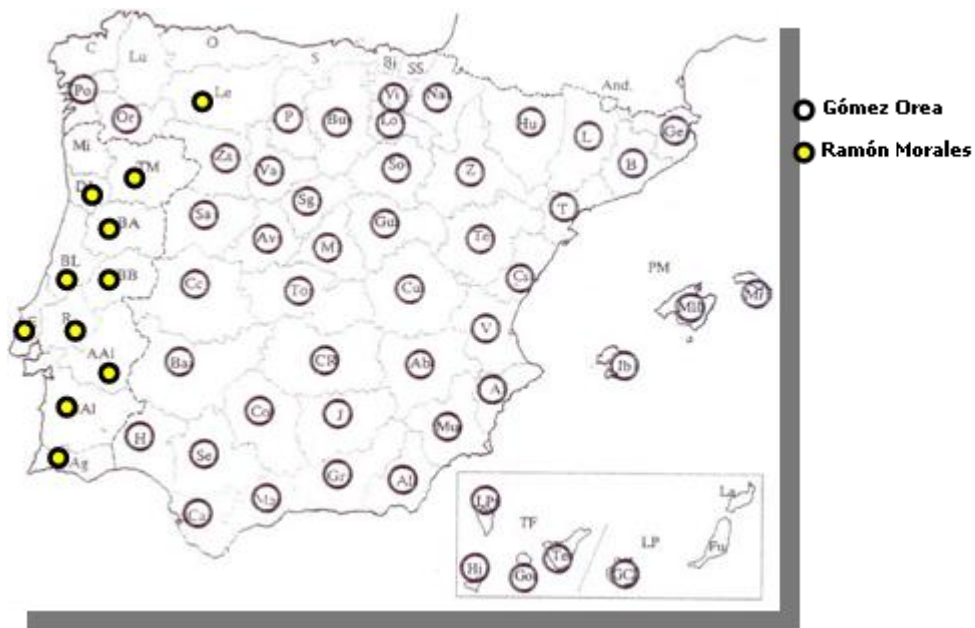 C
Lu
O
S
Bi
SS
And.
Po
Or
Le
P
Bu
Vi
Lo
Na
Hu
L
Ge
B
Gómez Orea
Ramón Morales
Mi
TM
Za
Va
So
Z
T
BA
Sa
Sg
Av
M
Gu
Te
BL
BB
Cc
To
Cu
Cs
PM
Mll
R
AAl
Ba
CR
Ab
V
Ib
A
BAl
Co
J
Mu
Ag
H
Se
Gr
Al
Ca
Ma
LP
TF
Hi
Go
Te
LP
GC
Fu
La